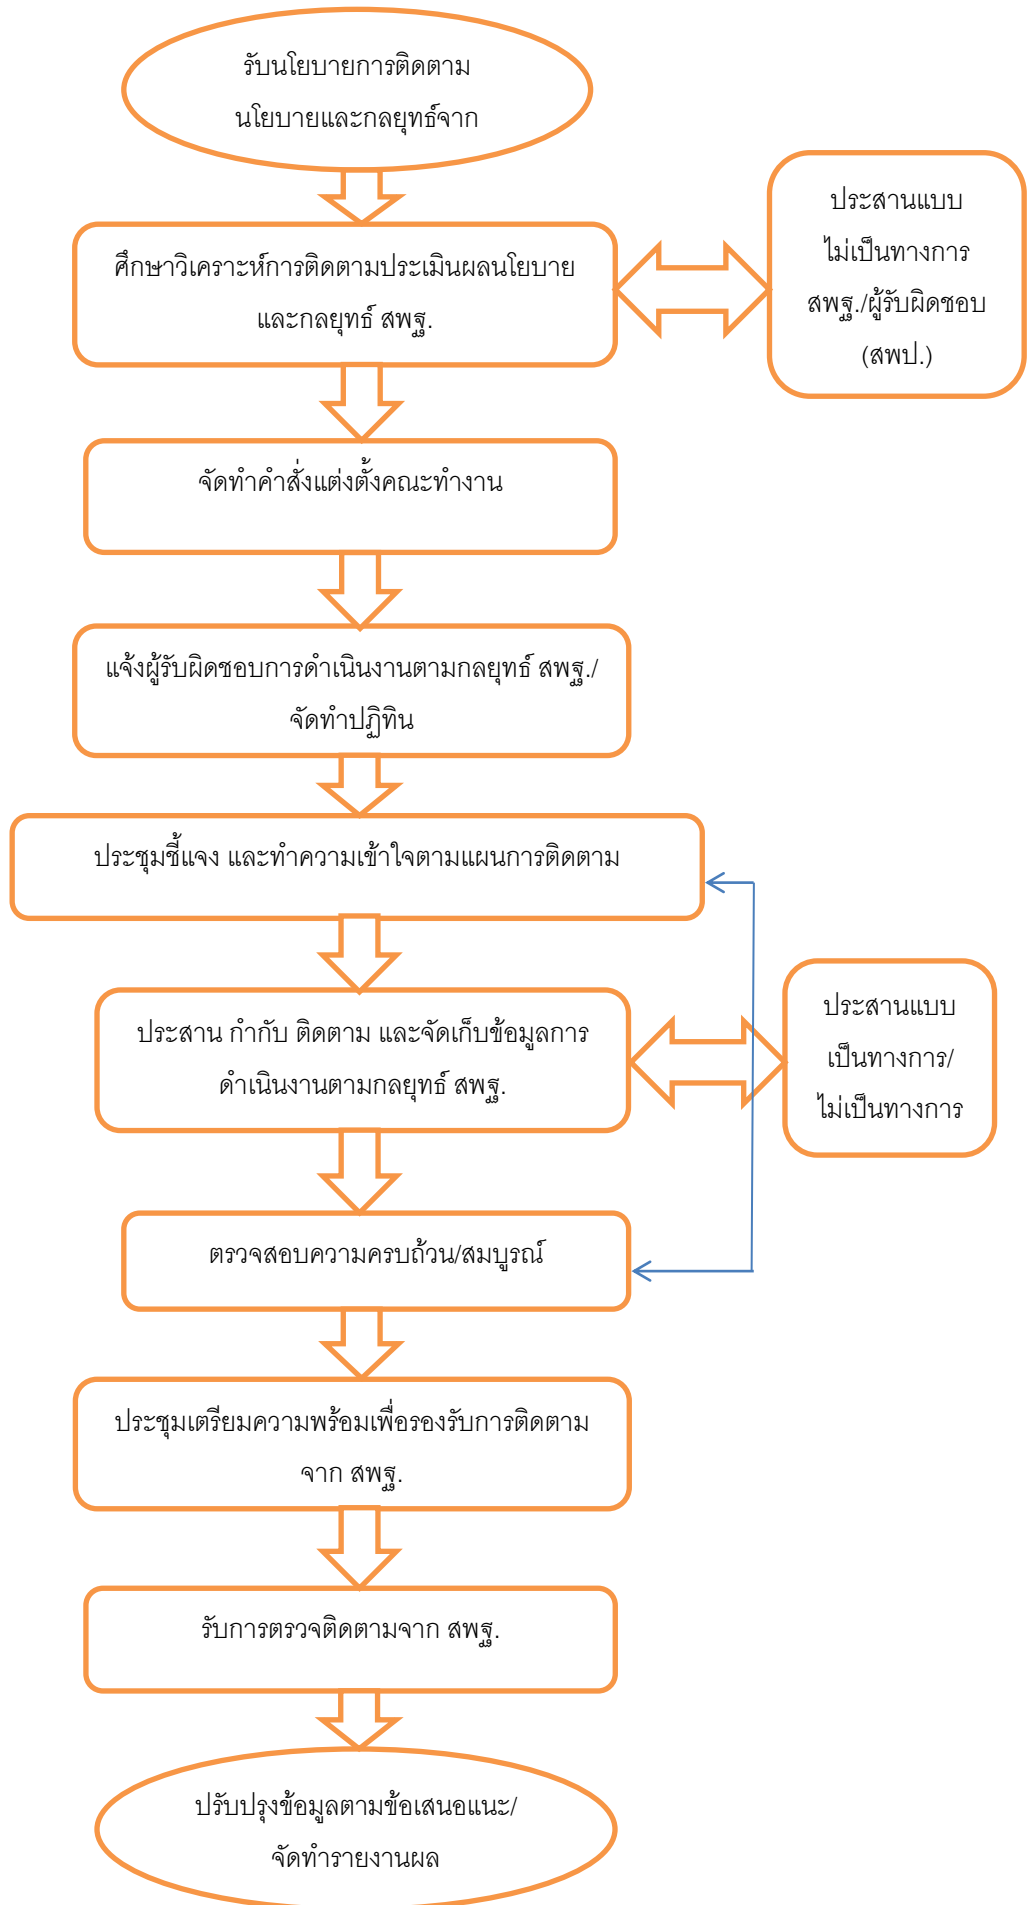 รับนโยบายการติดตาม
นโยบายและกลยุทธ์จาก
ศึกษาวิเคราะห์การติดตามประเมินผลนโยบาย
และกลยุทธ์ สพฐ.
ประสานแบบ
ไม่เป็นทางการ
สพฐ./ผู้รับผิดชอบ
(สพป.)
จัดทำคำสั่งแต่งตั้งคณะทำงาน
แจ้งผู้รับผิดชอบการดำเนินงานตามกลยุทธ์ สพฐ./
จัดทำปฏิทิน
ประชุมชี้แจง และทำความเข้าใจตามแผนการติดตาม
ประสาน กำกับ ติดตาม และจัดเก็บข้อมูลการ
ดำเนินงานตามกลยุทธ์ สพฐ.
ประสานแบบ
เป็นทางการ/
ไม่เป็นทางการ
ตรวจสอบความครบถ้วน/สมบูรณ์
ประชุมเตรียมความพร้อมเพื่อรองรับการติดตาม
จาก สพฐ.
รับการตรวจติดตามจาก สพฐ.
ปรับปรุงข้อมูลตามข้อเสนอแนะ/
จัดทำรายงานผล